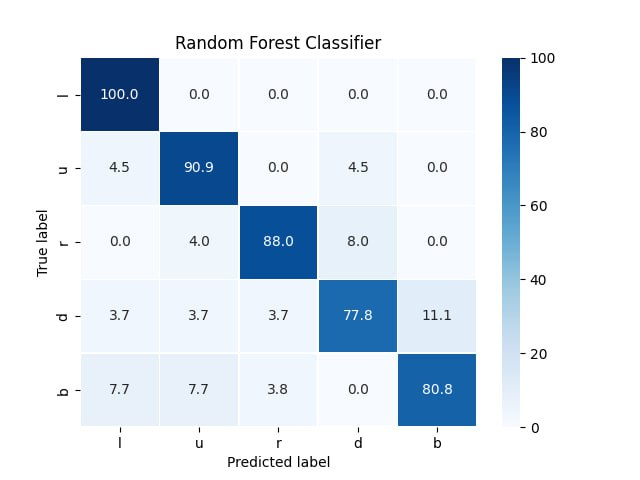 Random Forest Classifier
l 100.0 0.0 0.0 0.0 0.0
u 4.5 90.9 0.0 4.5 0.0
r 0.0 4.0 88.0 8.0 0.0
d 3.7 3.7 3.7 77.8 11.1
b 7.7 7.7 3.8 0.0 80.8
l u r d b
True label
Predicted label
100
80
60
40
20
0